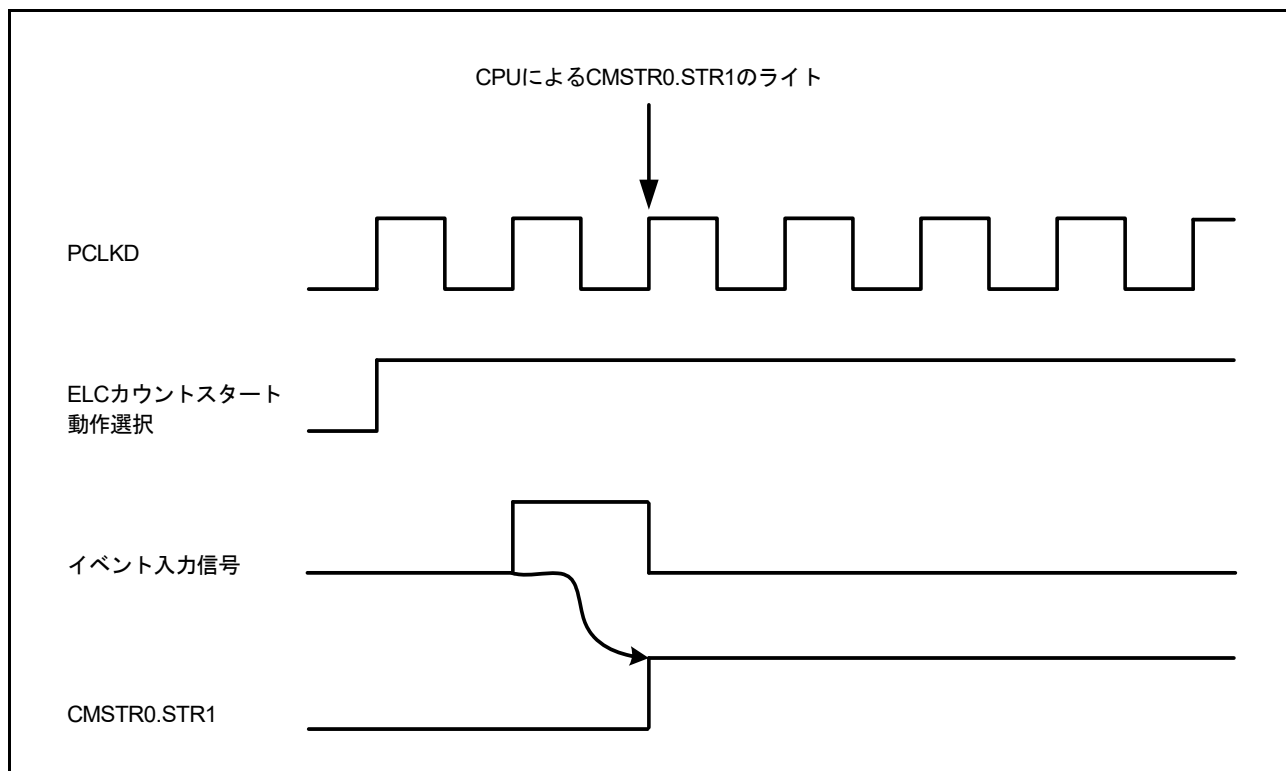 CPUによるCMSTR0.STR1のライト
PCLKD
ELCカウントスタート
動作選択
イベント入力信号
CMSTR0.STR1